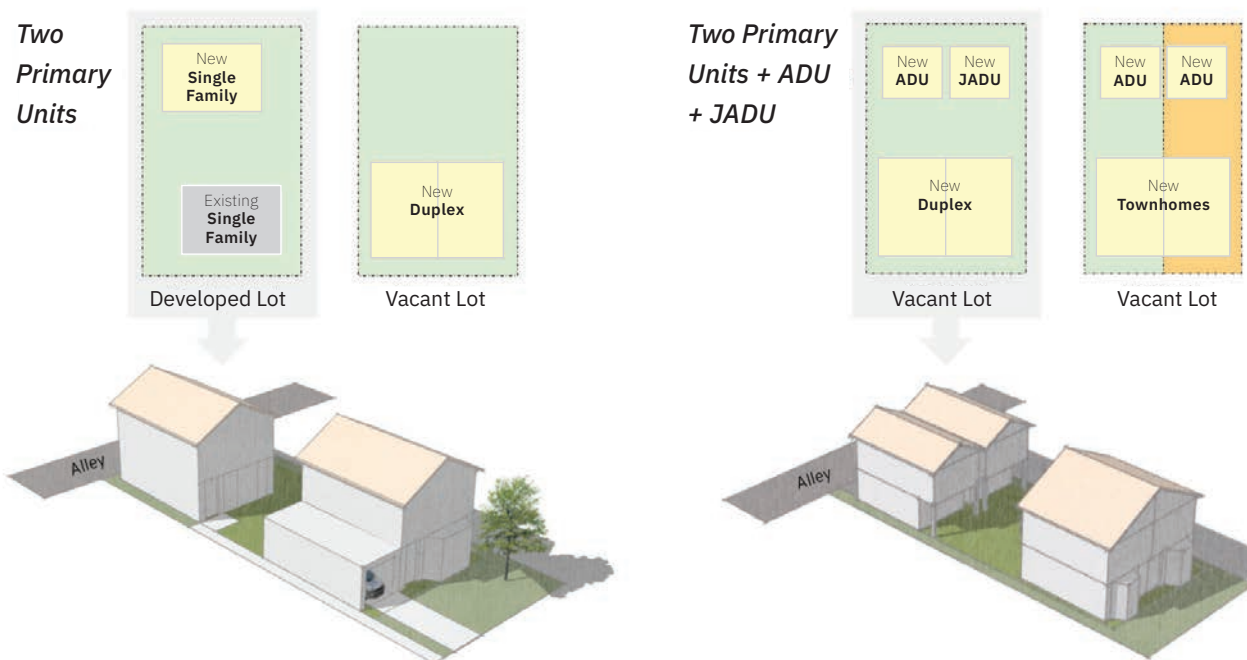 Two
Primary
Units
New
Single
Family
Existing
Single
Family
Developed Lot
New
Duplex
Vacant Lot
Alley
Two Primary
Units + ADU
+ JADU
New
ADU
New
JADU
New
Duplex
Vacant Lot
New
ADU
New
ADU
New
Townhomes
Vacant Lot
Alley